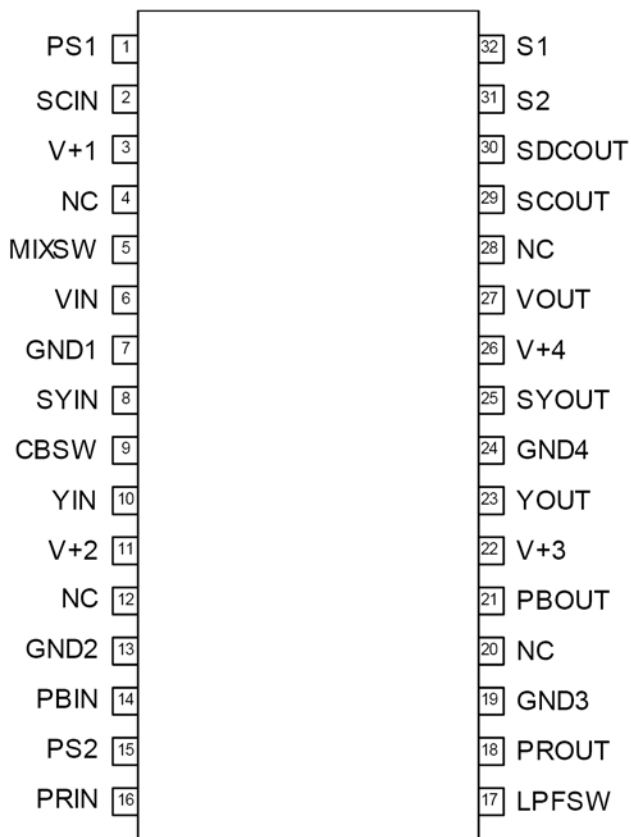 PS1 1 32 S1
SCIN 2 31 S2
V+1 3 30 SDCOUT
NC 4 29 SCOUT
MIXSW 5 28 NC
VIN 6 27 VOUT
GND1 7 26 V+4
SYIN 8 25 SYOUT
CBSW 9 24 GND4
YIN 10 23 YOUT
V+2 11 22 V+3
NC 12 21 PBOUT
GND2 13 20 NC
PBIN 14 19 GND3
PS2 15 18 PROUT
PRIN 16 17 LPFSW